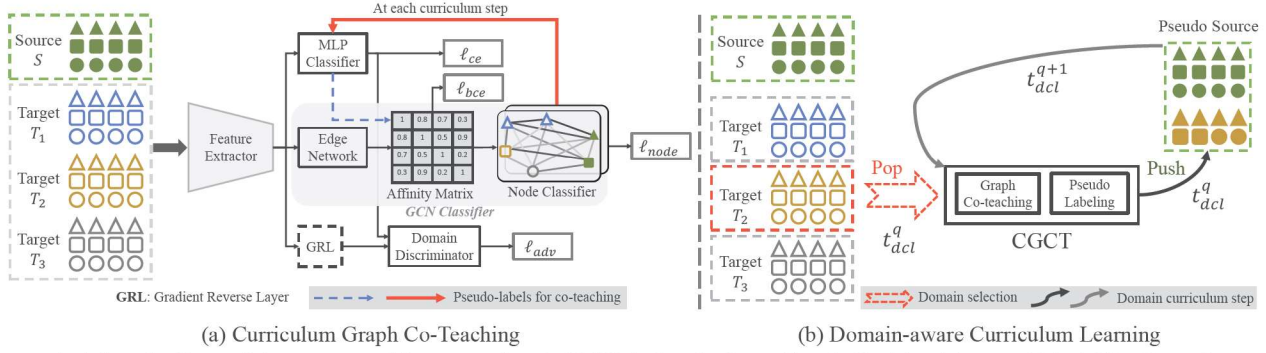 At each curriculum step
Source
S
MLP
Classifier
ℓce
ℓbce
Target
T1
Feature
Extractor
Edge
Network
1 0.8 0.7 0.3
0.8 1 0.5 0.9
0.7 0.5 1 0.2
0.3 0.9 0.2 1
Affinity Matrix
Node Classifier
ℓnode
GCN Classifier
Target
T2
Target
T3
GRL
Domain
Discriminator
ℓadv
GRL: Gradient Reverse Layer
Pseudo-labels for co-teaching
(a) Curriculum Graph Co-Teaching
Source
S
Target
T1
Target
T2
Target
T3
Pop
t^q_dcl
Graph
Co-teaching
Pseudo
Labeling
CGCT
Push
t^q_dcl
t^{q+1}_dcl
Pseudo Source
Domain selection
Domain curriculum step
(b) Domain-aware Curriculum Learning